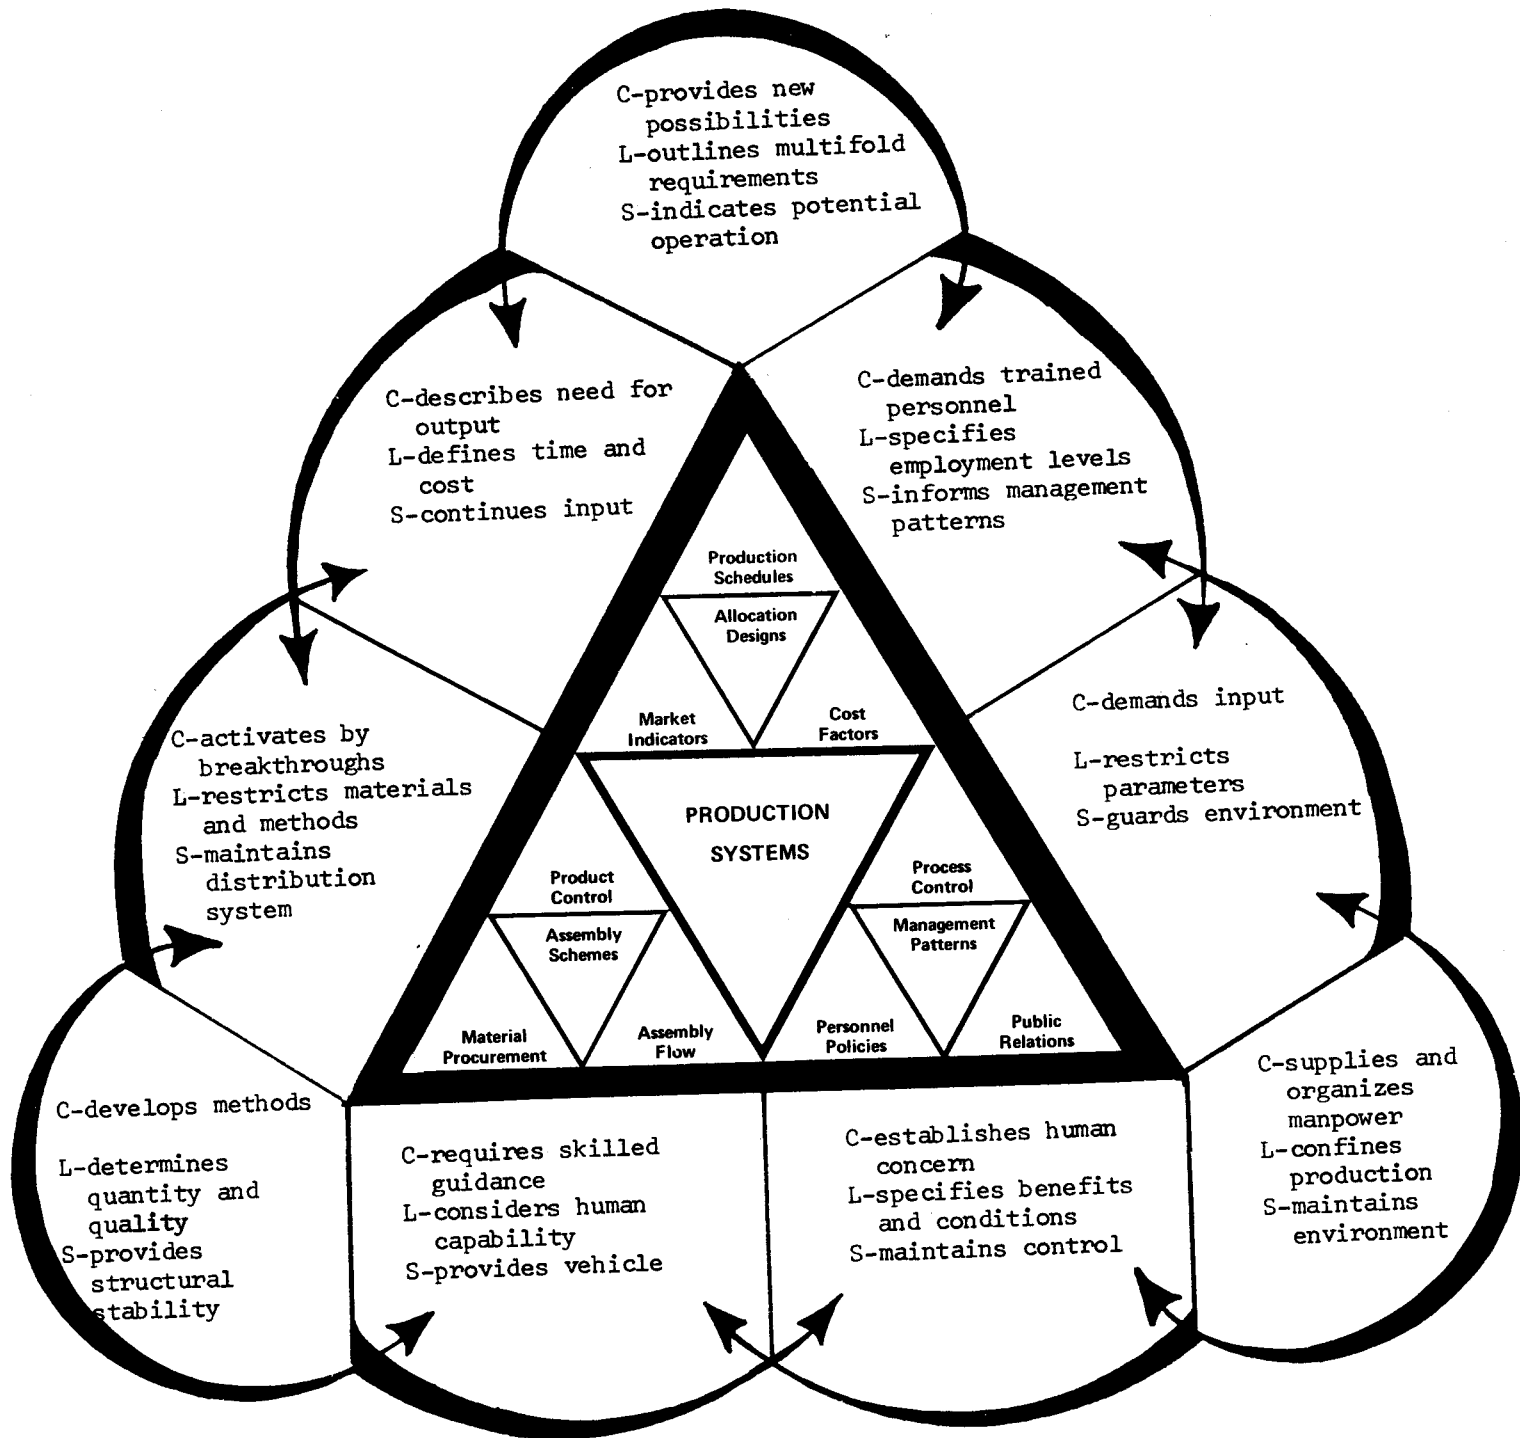 C-provides new
possibilities
L-outlines multifold
requirements
S-indicates potential
operation
C-describes need for
output
L-defines time and
cost
S-continues input
C-demands trained
personnel
L-specifies
employment levels
S-informs management
patterns
Production
Schedules
Allocation
Designs
Market
Indicators
Cost
Factors
C-activates by
breakthroughs
L-restricts materials
and methods
S-maintains
distribution
system
C-demands input
L-restricts
parameters
S-guards environment
PRODUCTION
SYSTEMS
Product
Control
Assembly
Schemes
Material
Procurement
Assembly
Flow
Process
Control
Management
Patterns
Personnel
Policies
Public
Relations
C-develops methods
L-determines
quantity and
quality
S-provides
structural
stability
C-requires skilled
guidance
L-considers human
capability
S-provides vehicle
C-establishes human
concern
L-specifies benefits
and conditions
S-maintains control
C-supplies and
organizes
manpower
L-confines
production
S-maintains
environment